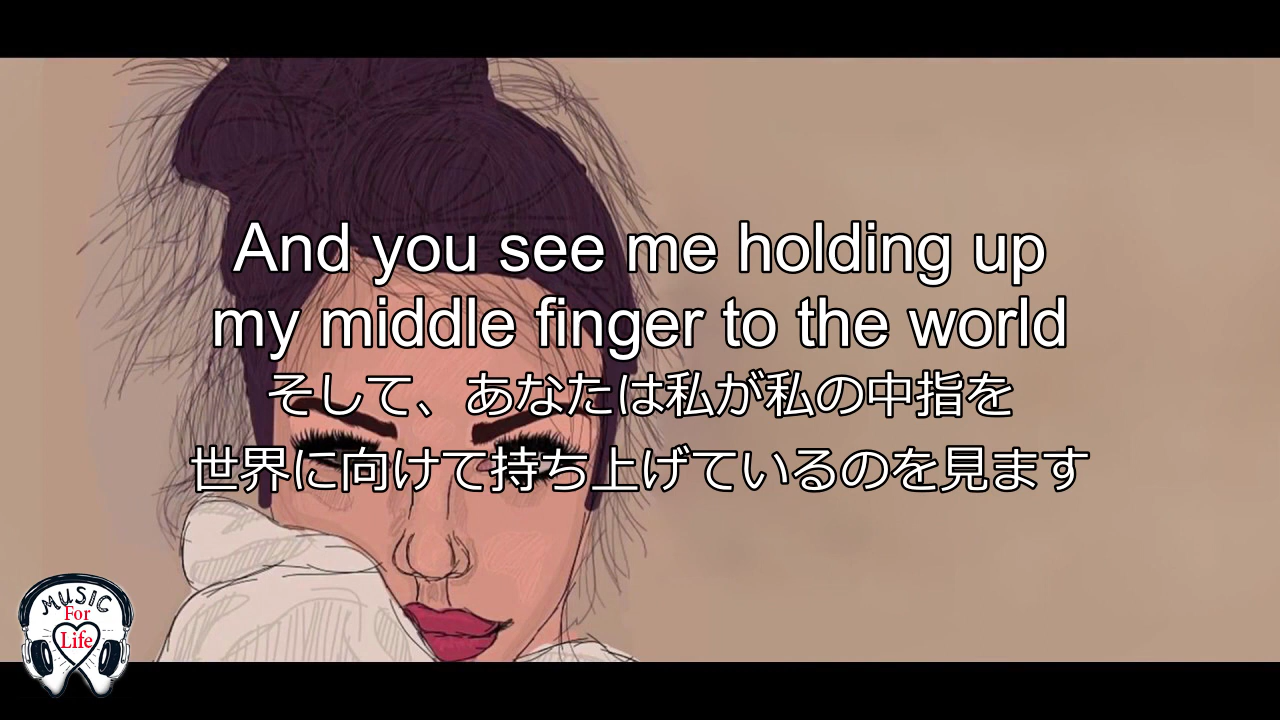 And you see me holding up
my middle finger to the world
そして、あなたは私が私の中指を
世界に向けて持ち上げているのを見ます
MUSIC
For
Life